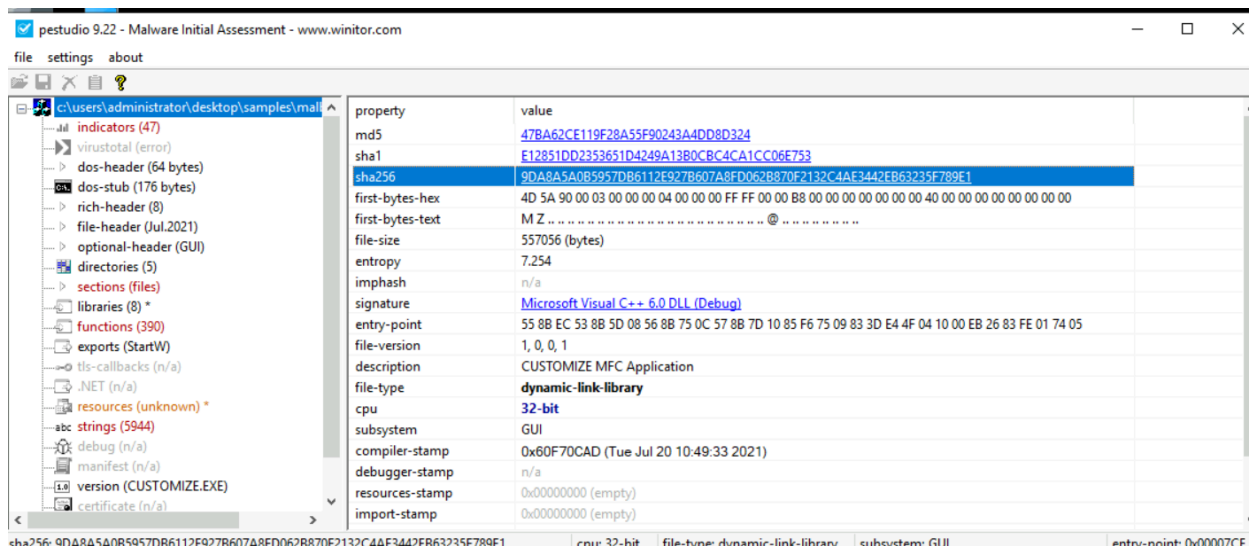 pestudio 9.22 - Malware Initial Assessment - www.winitor.com
file settings about
c:\users\administrator\desktop\samples\mall
indicators (47)
virustotal (error)
dos-header (64 bytes)
dos-stub (176 bytes)
rich-header (8)
file-header (Jul.2021)
optional-header (GUI)
directories (5)
sections (files)
libraries (8) *
functions (390)
exports (StartW)
tls-callbacks (n/a)
.NET (n/a)
resources (unknown) *
abc strings (5944)
debug (n/a)
manifest (n/a)
1.0 version (CUSTOMIZE.EXE)
certificate (n/a)
property value
md5 47BA62CE119F28A55F90243A4DD8D324
sha1 E12851DD2353651D4249A13B0CBC4CA1CC06E753
sha256 9DA8A5A0B5957DB6112E927B607A8FD062B870F2132C4AE3442EB63235F789E1
first-bytes-hex 4D 5A 90 00 03 00 00 00 04 00 00 00 FF FF 00 00 B8 00 00 00 00 00 00 00 40 00 00 00 00 00 00 00
first-bytes-text M Z .. .. .. .. .. .. .. .. .. .. .. .. .. .. .. .. .. .. .. .. @ .. .. .. .. .. .. ..
file-size 557056 (bytes)
entropy 7.254
imphash n/a
signature Microsoft Visual C++ 6.0 DLL (Debug)
entry-point 55 8B EC 53 8B 5D 08 56 8B 75 0C 57 8B 7D 10 85 F6 75 09 83 3D E4 4F 04 10 00 EB 26 83 FE 01 74 05
file-version 1, 0, 0, 1
description CUSTOMIZE MFC Application
file-type dynamic-link-library
cpu 32-bit
subsystem GUI
compiler-stamp 0x60F70CAD (Tue Jul 20 10:49:33 2021)
debugger-stamp n/a
resources-stamp 0x00000000 (empty)
import-stamp 0x00000000 (empty)
sha256: 9DA8A5A0B5957DB6112E927B607A8FD062B870F2132C4AE3442EB63235F789E1 cpu: 32-bit file-type: dynamic-link-library subsystem: GUI entry-point: 0x00007CF